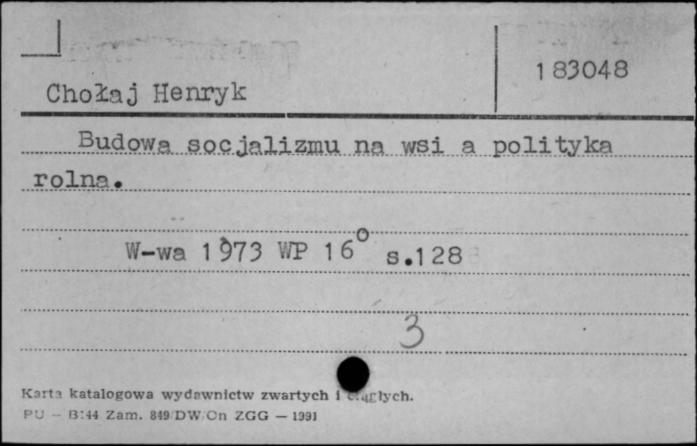 183048
Chołaj Henryk
Budowa socjalizmu na wsi a polityka
rolna.
W-wa 1973 WP 16° s.128
3
Karta katalogowa wydawnictw zwartych i ciągłych.
PU – B:44 Zam. 849/DW/Cn ZGG — 1991